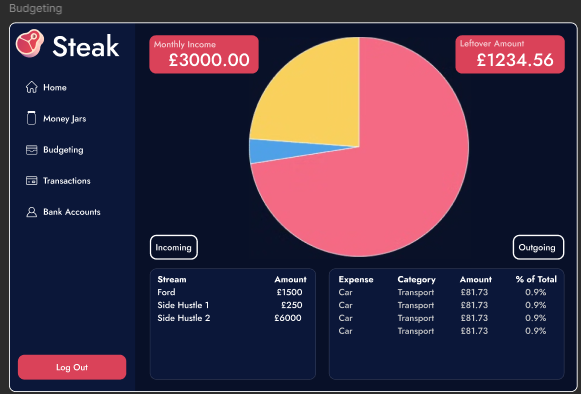 Budgeting
Steak
Home
Money Jars
Budgeting
Transactions
Bank Accounts
Log Out
Monthly Income
£3000.00
Leftover Amount
£1234.56
Incoming
Outgoing
Stream Amount
Ford £1500
Side Hustle 1 £250
Side Hustle 2 £6000
Expense Category Amount % of Total
Car Transport £81.73 0.9%
Car Transport £81.73 0.9%
Car Transport £81.73 0.9%
Car Transport £81.73 0.9%